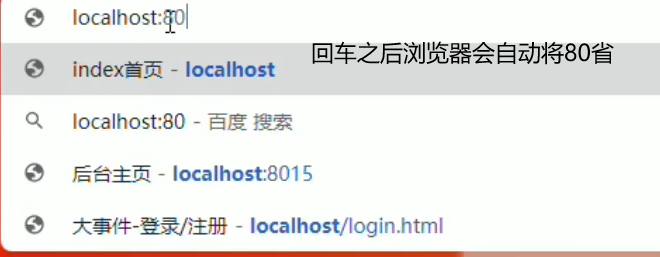 localhost:80
回车之后浏览器会自动将80省
index首页 - localhost
localhost:80 - 百度 搜索
后台主页 - localhost:8015
大事件-登录/注册 - localhost/login.html